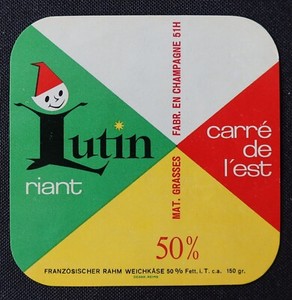 Lutin
riant
MAT. GRASSES FABR. EN CHAMPAGNE 51H
carré
de
l'est
50%
FRANZÖSISCHER RAHM WEICHKÄSE 50% Fett. i. T. c.a. 150 gr.